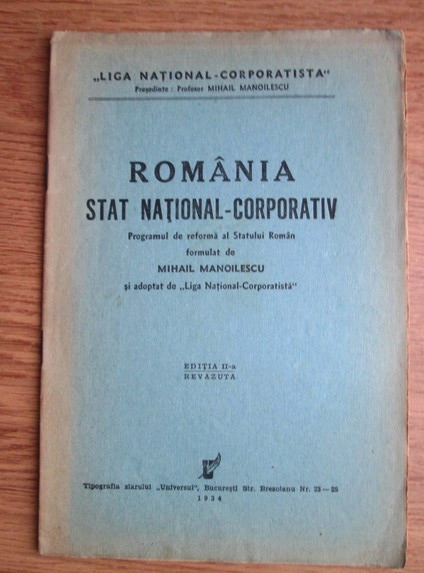 „LIGA NAȚIONAL-CORPORATISTA"
Președinte : Profesor MIHAIL MANOILESCU
ROMÂNIA
STAT NAȚIONAL-CORPORATIV
Programul de reformă al Statului Român
formulat de
MIHAIL MANOILESCU
și adoptat de „Liga Național-Corporatistă"
EDIȚIA II-a
REVAZUTA
Tipografia ziarului „Universul", București Str. Brezoianu Nr. 23—25
1934